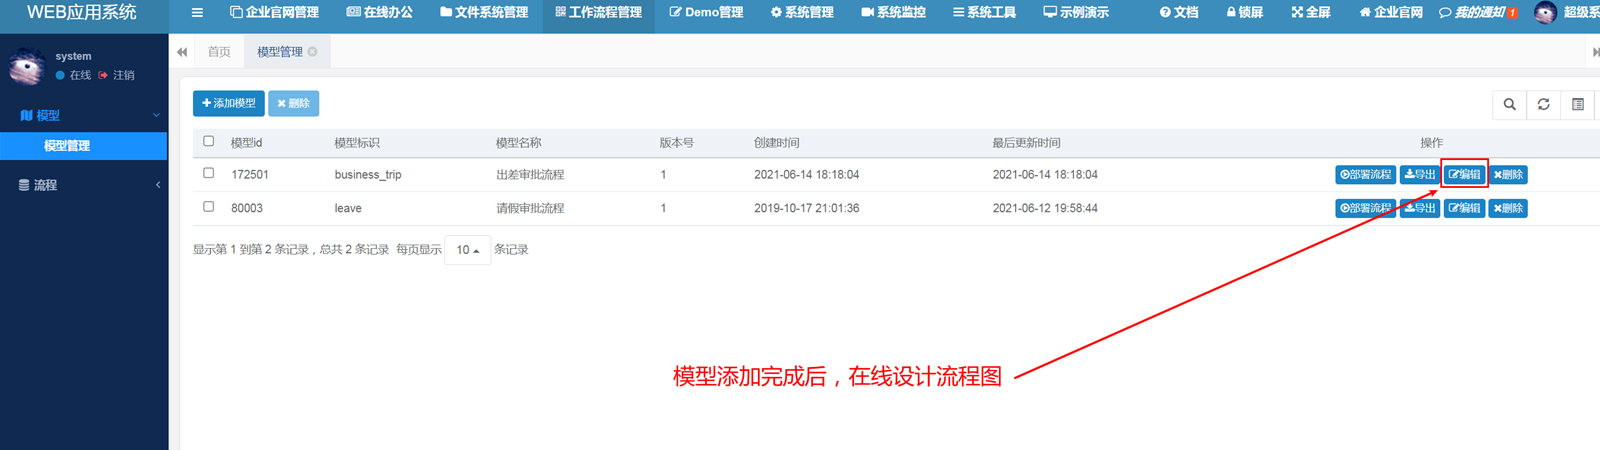 WEB应用系统 企业官网管理 在线办公 文件系统管理 工作流程管理 Demo管理 系统管理 系统监控 系统工具 示例演示 文档 锁屏 全屏 企业官网 我的通知 1 超级系
system
在线 注销
首页 模型管理
模型
模型管理
流程
添加模型 删除
模型id 模型标识 模型名称 版本号 创建时间 最后更新时间 操作
172501 business_trip 出差审批流程 1 2021-06-14 18:18:04 2021-06-14 18:18:04 部署流程 导出 编辑 删除
80003 leave 请假审批流程 1 2019-10-17 21:01:36 2021-06-12 19:58:44 部署流程 导出 编辑 删除
显示第 1 到第 2 条记录，总共 2 条记录 每页显示 10 条记录
模型添加完成后，在线设计流程图